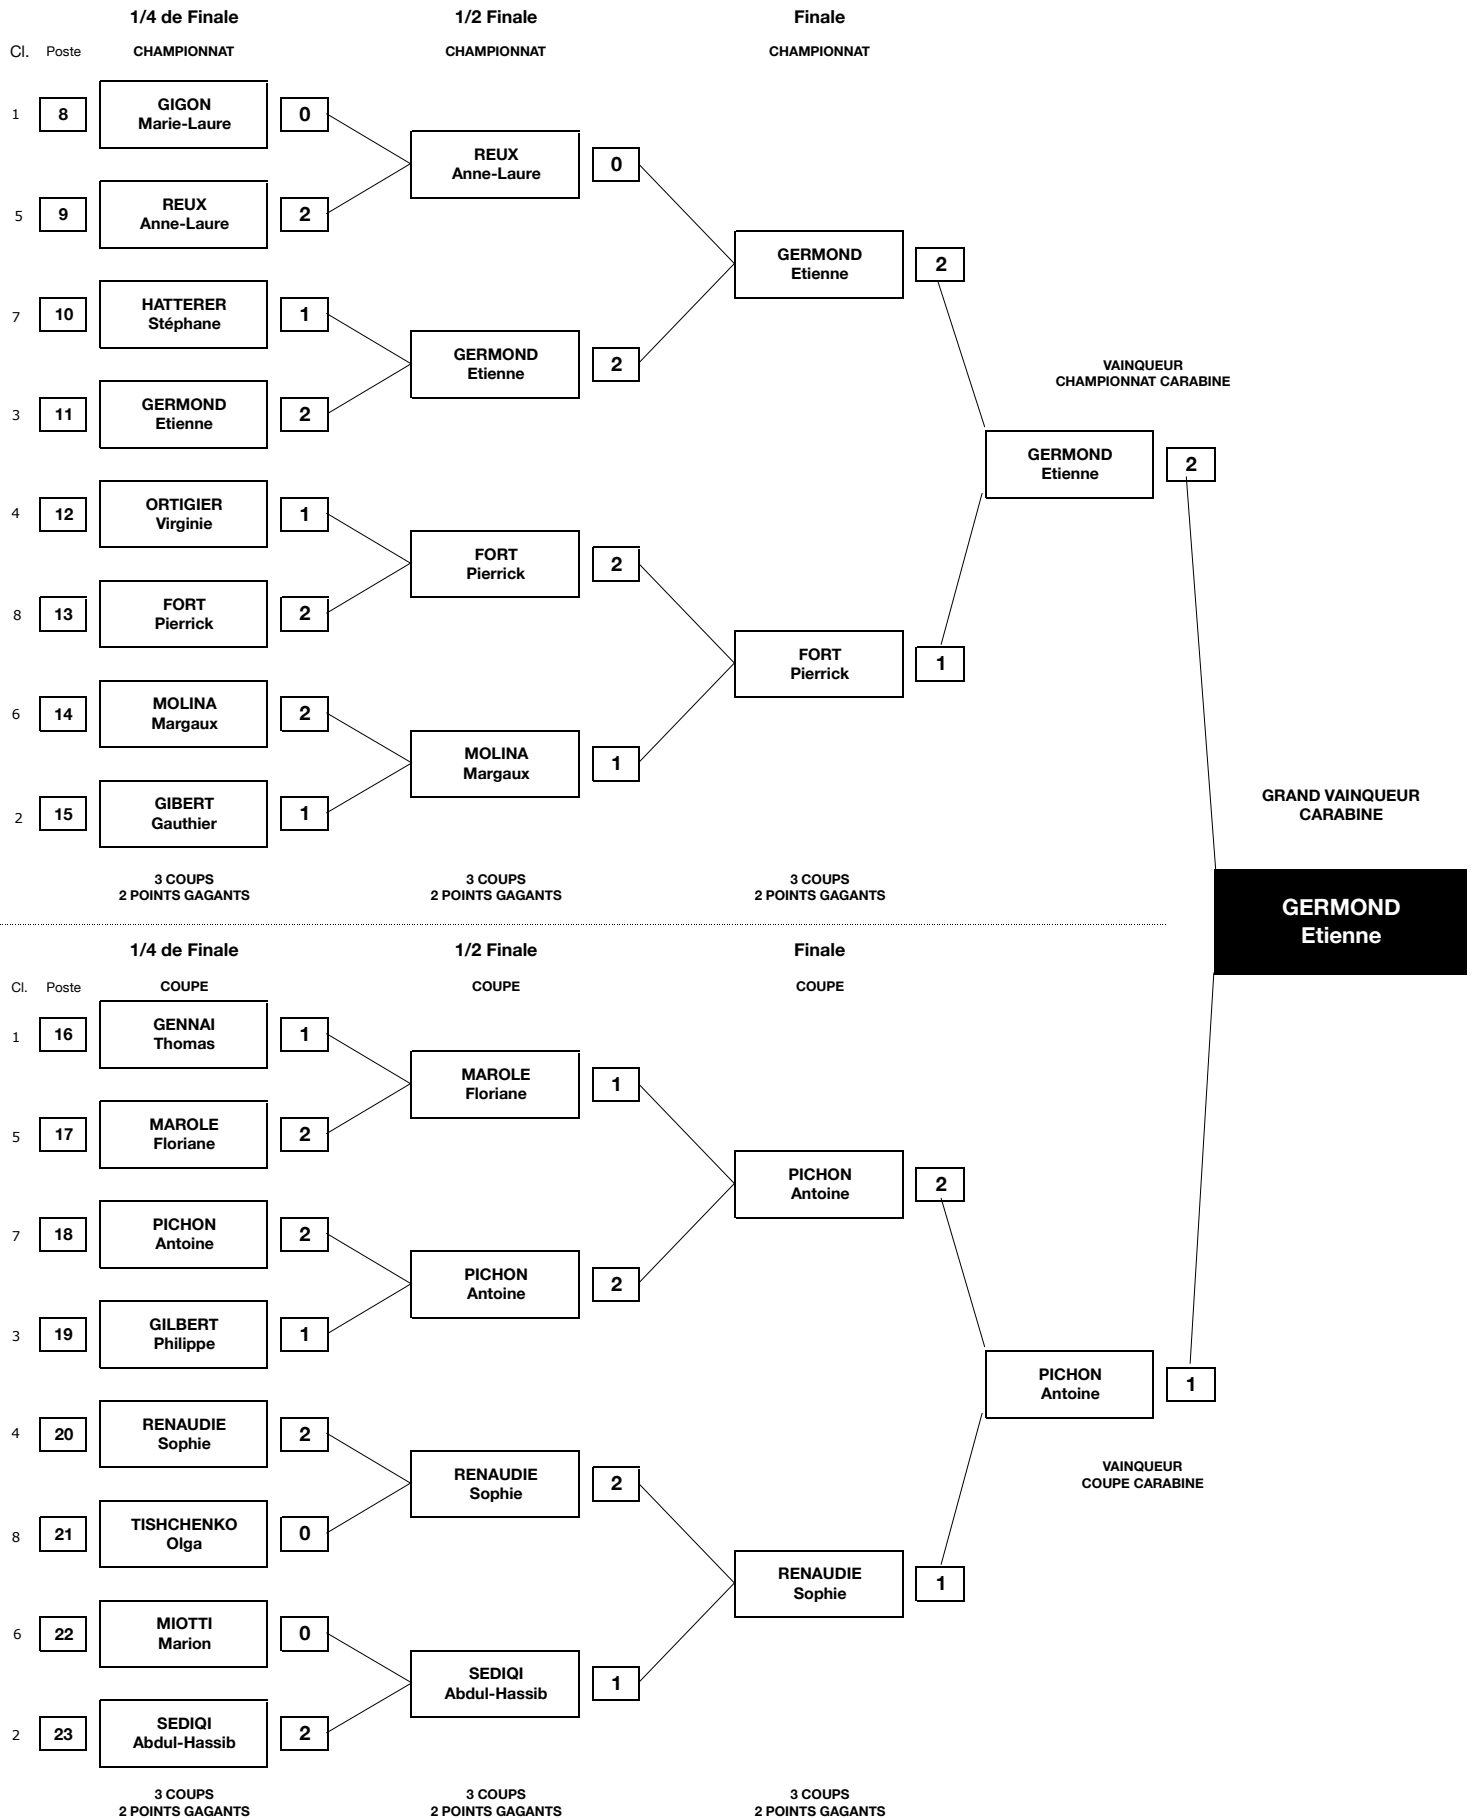 1/4 de Finale 1/2 Finale Finale
Cl. Poste CHAMPIONNAT CHAMPIONNAT CHAMPIONNAT
1 8 GIGON 0
Marie-Laure
REUX 0
Anne-Laure
5 9 REUX 2
Anne-Laure
GERMOND 2
Etienne
7 10 HATTERER 1
Stéphane
GERMOND 2
Etienne
VAINQUEUR
CHAMPIONNAT CARABINE
3 11 GERMOND 2
Etienne
GERMOND 2
Etienne
4 12 ORTIGIER 1
Virginie
FORT 2
Pierrick
8 13 FORT 2
Pierrick
FORT 1
Pierrick
6 14 MOLINA 2
Margaux
MOLINA 1
Margaux
2 15 GIBERT 1
Gauthier
GRAND VAINQUEUR
CARABINE
3 COUPS 3 COUPS 3 COUPS
2 POINTS GAGANTS 2 POINTS GAGANTS 2 POINTS GAGANTS
GERMOND
Etienne
1/4 de Finale 1/2 Finale Finale
Cl. Poste COUPE COUPE COUPE
1 16 GENNAI 1
Thomas
MAROLE 1
Floriane
5 17 MAROLE 2
Floriane
PICHON 2
Antoine
7 18 PICHON 2
Antoine
PICHON 2
Antoine
3 19 GILBERT 1
Philippe
PICHON 1
Antoine
4 20 RENAUDIE 2
Sophie
VAINQUEUR
COUPE CARABINE
RENAUDIE 2
Sophie
8 21 TISHCHENKO 0
Olga
RENAUDIE 1
Sophie
6 22 MIOTTI 0
Marion
SEDIQI 1
Abdul-Hassib
2 23 SEDIQI 2
Abdul-Hassib
3 COUPS 3 COUPS 3 COUPS
2 POINTS GAGANTS 2 POINTS GAGANTS 2 POINTS GAGANTS